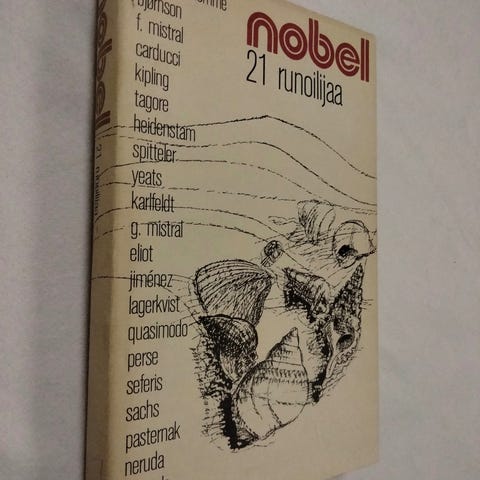 bjørnson
f. mistral
carducci
kipling
tagore
heidenstam
spitteler
yeats
karlfeldt
g. mistral
eliot
jiménez
lagerkvist
quasimodo
perse
seferis
sachs
pasternak
neruda
nobel
21 runoilijaa
nobel
21 runoilijaa